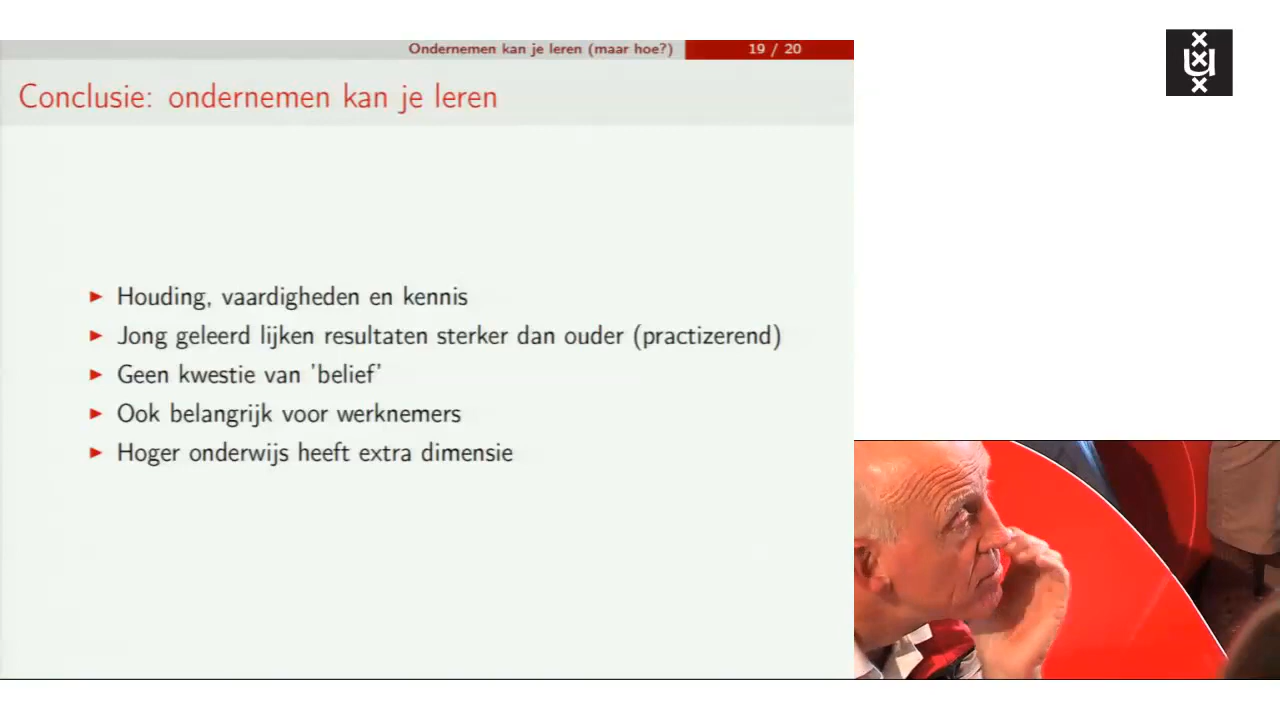 Ondernemen kan je leren (maar hoe?) 19 / 20
Conclusie: ondernemen kan je leren
Houding, vaardigheden en kennis
Jong geleerd lijken resultaten sterker dan ouder (practizerend)
Geen kwestie van 'belief'
Ook belangrijk voor werknemers
Hoger onderwijs heeft extra dimensie